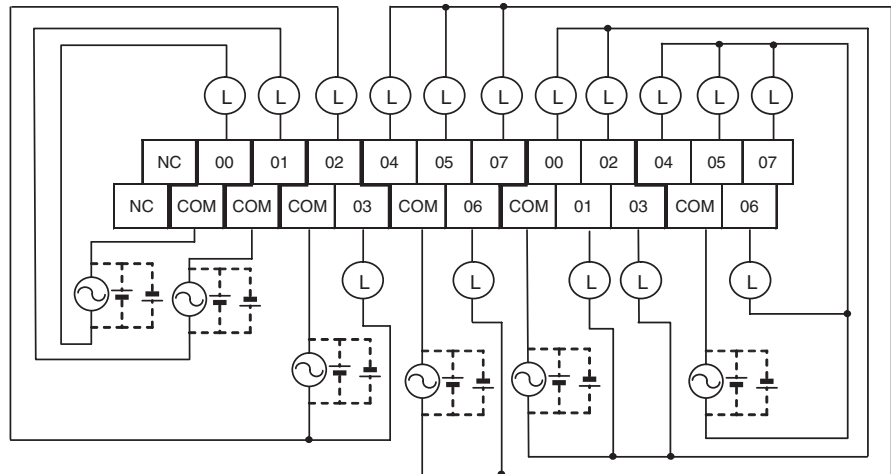 L L L L L L L L L L L
NC 00 01 02 04 05 07 00 02 04 05 07
NC COM COM COM 03 COM 06 COM 01 03 COM 06
L L L L L